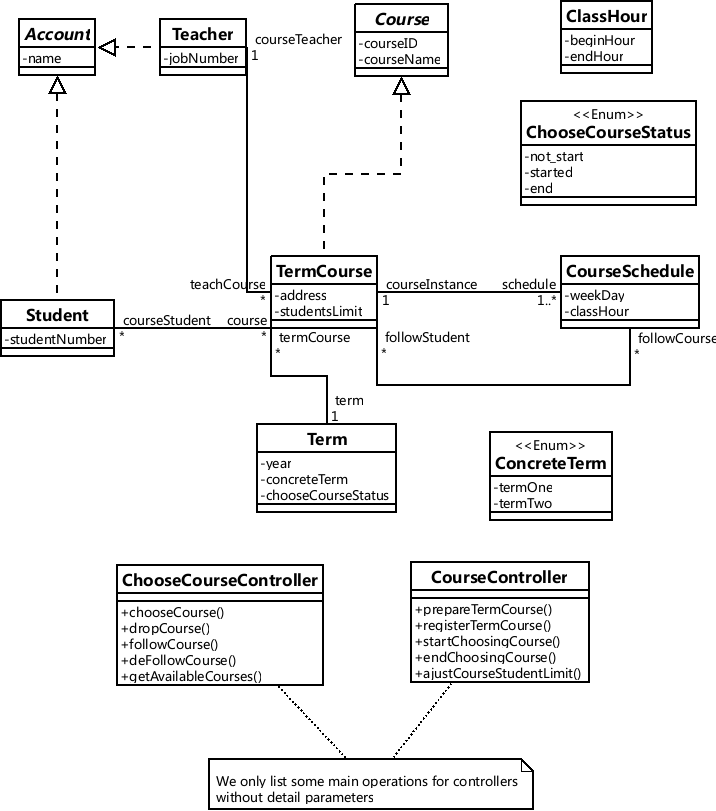 Account
-name
Teacher
-jobNumber
courseTeacher
1
Course
-courseID
-courseName
ClassHour
-beginHour
-endHour
<<Enum>>
ChooseCourseStatus
-not_start
-started
-end
teachCourse
*
TermCourse
-address
-studentsLimit
courseInstance
1
schedule
1..*
CourseSchedule
-weekDay
-classHour
Student
-studentNumber
courseStudent
*
course
*
termCourse
*
followStudent
*
followCourse
*
term
1
Term
-year
-concreteTerm
-chooseCourseStatus
<<Enum>>
ConcreteTerm
-termOne
-termTwo
ChooseCourseController
+chooseCourse()
+dropCourse()
+followCourse()
+deFollowCourse()
+getAvailableCourses()
CourseController
+prepareTermCourse()
+registerTermCourse()
+startChoosingCourse()
+endChoosingCourse()
+ajustCourseStudentLimit()
We only list some main operations for controllers
without detail parameters